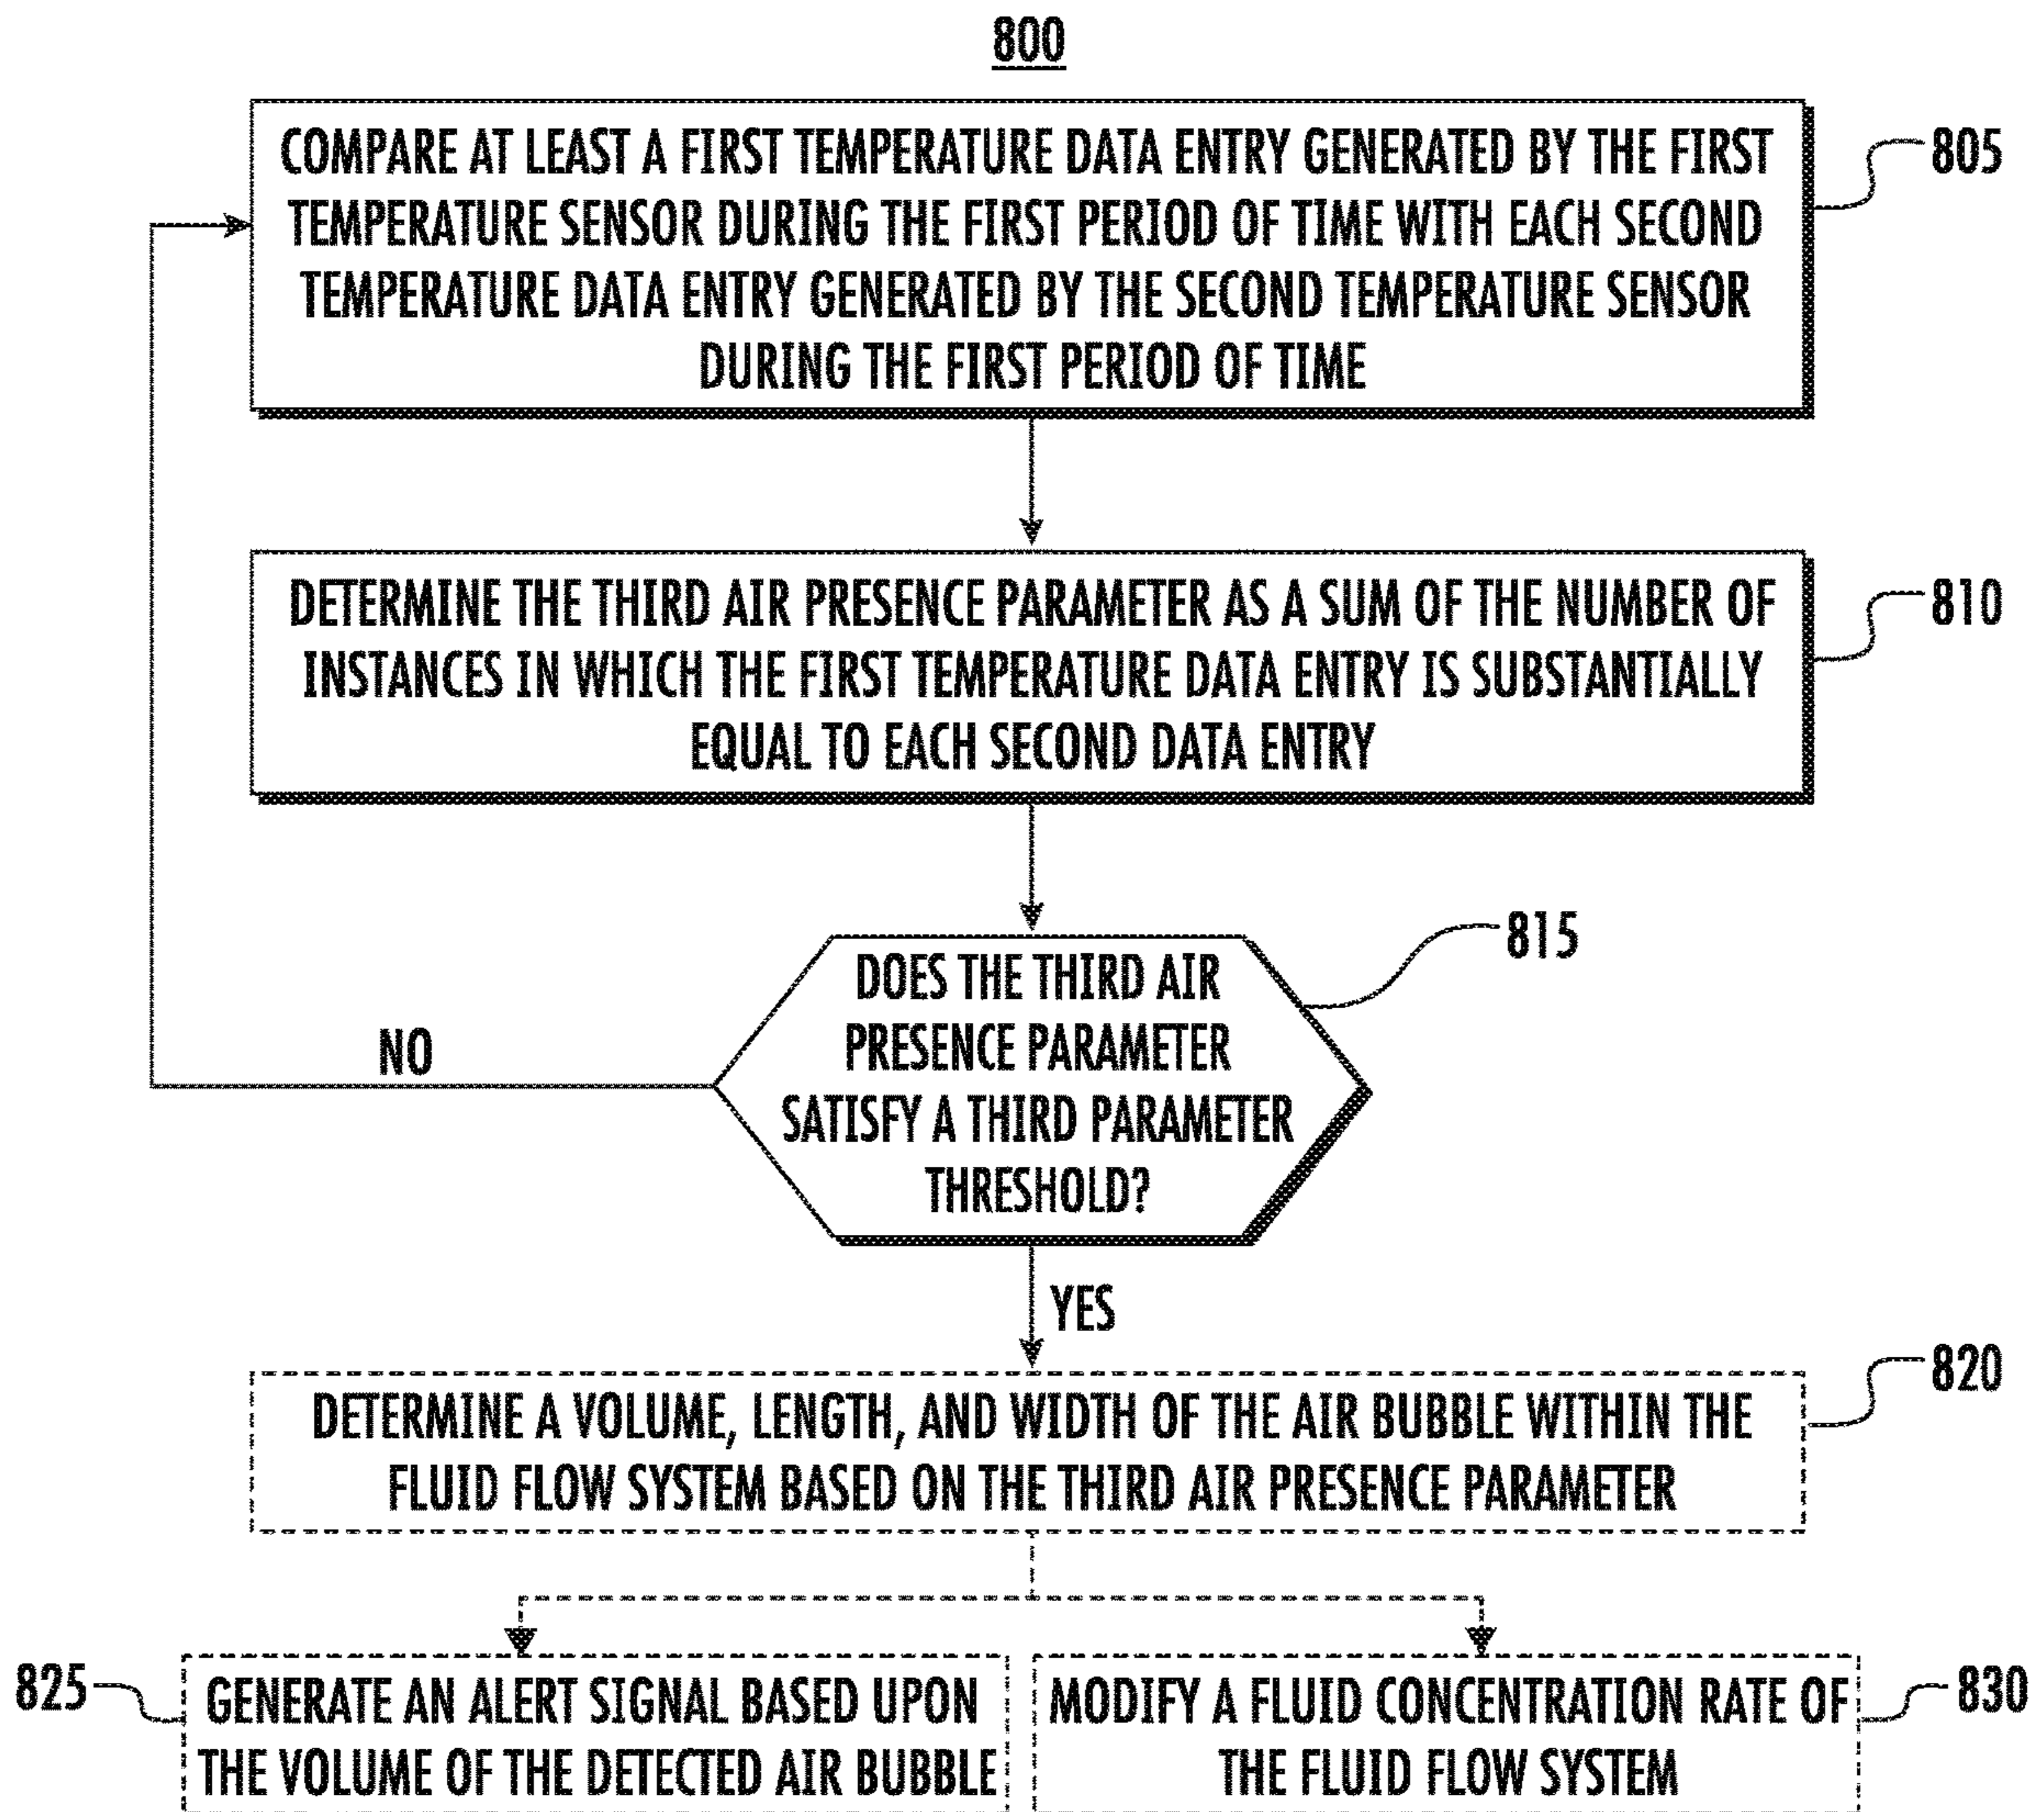 800
COMPARE AT LEAST A FIRST TEMPERATURE DATA ENTRY GENERATED BY THE FIRST
TEMPERATURE SENSOR DURING THE FIRST PERIOD OF TIME WITH EACH SECOND
TEMPERATURE DATA ENTRY GENERATED BY THE SECOND TEMPERATURE SENSOR
DURING THE FIRST PERIOD OF TIME
805
DETERMINE THE THIRD AIR PRESENCE PARAMETER AS A SUM OF THE NUMBER OF
INSTANCES IN WHICH THE FIRST TEMPERATURE DATA ENTRY IS SUBSTANTIALLY
EQUAL TO EACH SECOND DATA ENTRY
810
DOES THE THIRD AIR
PRESENCE PARAMETER
SATISFY A THIRD PARAMETER
THRESHOLD?
815
NO
YES
DETERMINE A VOLUME, LENGTH, AND WIDTH OF THE AIR BUBBLE WITHIN THE
FLUID FLOW SYSTEM BASED ON THE THIRD AIR PRESENCE PARAMETER
820
825
GENERATE AN ALERT SIGNAL BASED UPON
THE VOLUME OF THE DETECTED AIR BUBBLE
MODIFY A FLUID CONCENTRATION RATE OF
THE FLUID FLOW SYSTEM
830